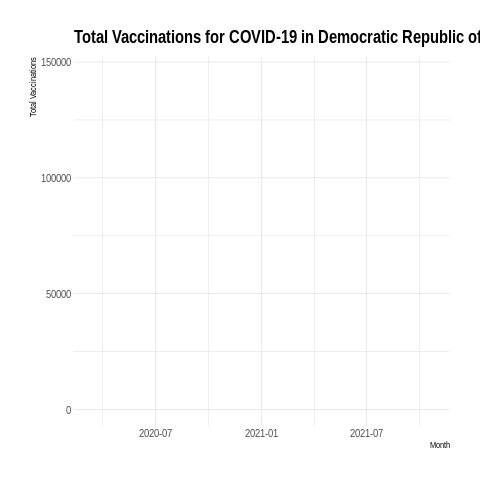 Total Vaccinations for COVID-19 in Democratic Republic of
Total Vaccinations
150000
100000
50000
0
2020-07 2021-01 2021-07
Month